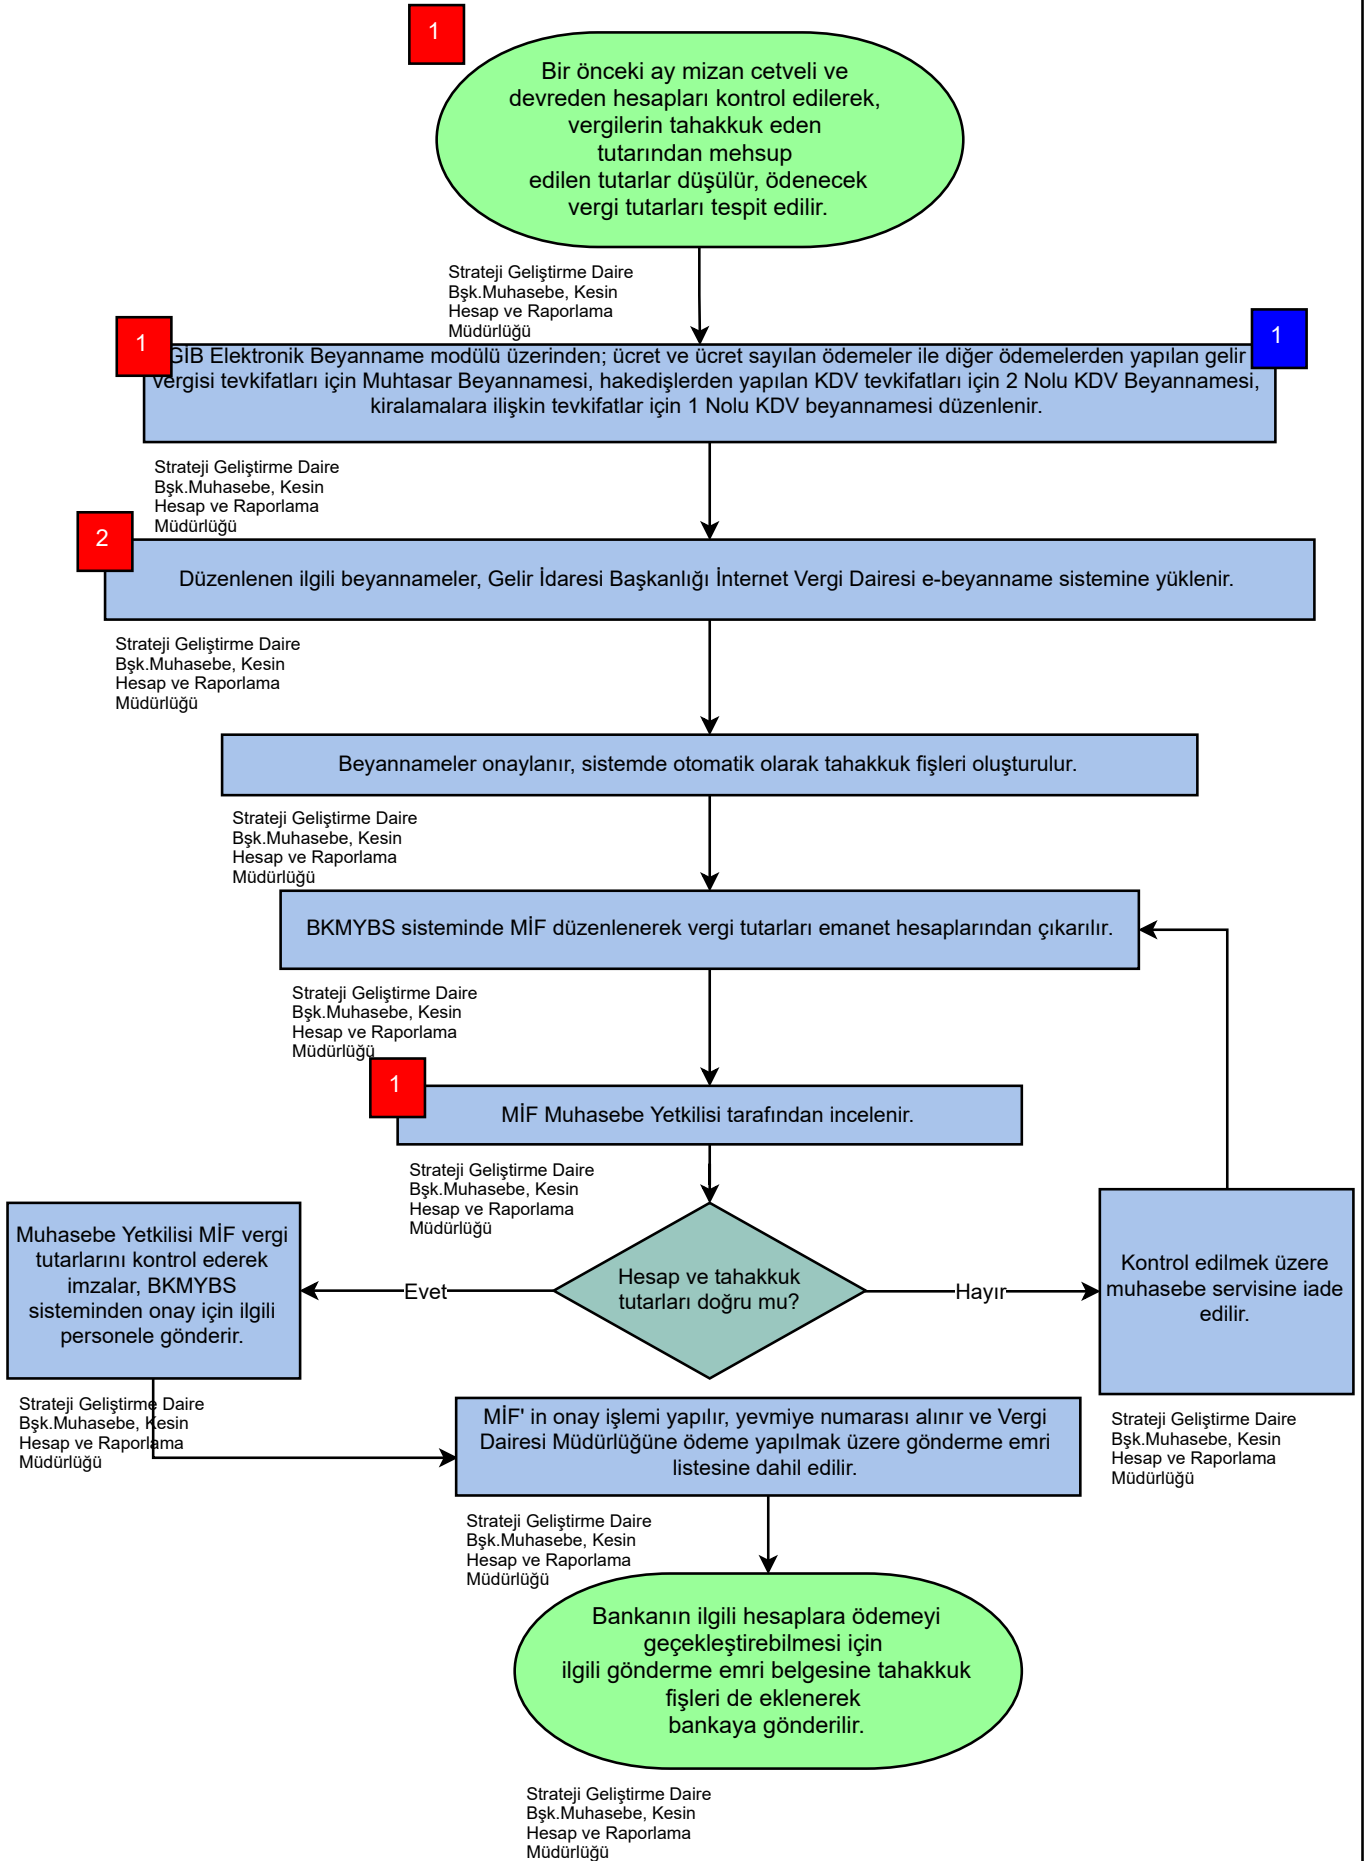 1
Bir önceki ay mizan cetveli ve
devreden hesapları kontrol edilerek,
vergilerin tahakkuk eden
tutarından mehsup
edilen tutarlar düşülür, ödenecek
vergi tutarları tespit edilir.
Strateji Geliştirme Daire
Bşk.Muhasebe, Kesin
Hesap ve Raporlama
Müdürlüğü
1
1
GİB Elektronik Beyanname modülü üzerinden; ücret ve ücret sayılan ödemeler ile diğer ödemelerden yapılan gelir
vergisi tevkifatları için Muhtasar Beyannamesi, hakedişlerden yapılan KDV tevkifatları için 2 Nolu KDV Beyannamesi,
kiralamalara ilişkin tevkifatlar için 1 Nolu KDV beyannamesi düzenlenir.
Strateji Geliştirme Daire
Bşk.Muhasebe, Kesin
Hesap ve Raporlama
Müdürlüğü
2
Düzenlenen ilgili beyannameler, Gelir İdaresi Başkanlığı İnternet Vergi Dairesi e-beyanname sistemine yüklenir.
Strateji Geliştirme Daire
Bşk.Muhasebe, Kesin
Hesap ve Raporlama
Müdürlüğü
Beyannameler onaylanır, sistemde otomatik olarak tahakkuk fişleri oluşturulur.
Strateji Geliştirme Daire
Bşk.Muhasebe, Kesin
Hesap ve Raporlama
Müdürlüğü
BKMYBS sisteminde MİF düzenlenerek vergi tutarları emanet hesaplarından çıkarılır.
Strateji Geliştirme Daire
Bşk.Muhasebe, Kesin
Hesap ve Raporlama
Müdürlüğü
1
MİF Muhasebe Yetkilisi tarafından incelenir.
Strateji Geliştirme Daire
Bşk.Muhasebe, Kesin
Hesap ve Raporlama
Müdürlüğü
Muhasebe Yetkilisi MİF vergi
tutarlarını kontrol ederek
imzalar, BKMYBS
sisteminden onay için ilgili
personele gönderir.
Evet
Hesap ve tahakkuk
tutarları doğru mu?
Hayır
Kontrol edilmek üzere
muhasebe servisine iade
edilir.
Strateji Geliştirme Daire
Bşk.Muhasebe, Kesin
Hesap ve Raporlama
Müdürlüğü
MİF' in onay işlemi yapılır, yevmiye numarası alınır ve Vergi
Dairesi Müdürlüğüne ödeme yapılmak üzere gönderme emri
listesine dahil edilir.
Strateji Geliştirme Daire
Bşk.Muhasebe, Kesin
Hesap ve Raporlama
Müdürlüğü
Strateji Geliştirme Daire
Bşk.Muhasebe, Kesin
Hesap ve Raporlama
Müdürlüğü
Bankanın ilgili hesaplara ödemeyi
geçekleştirebilmesi için
ilgili gönderme emri belgesine tahakkuk
fişleri de eklenerek
bankaya gönderilir.
Strateji Geliştirme Daire
Bşk.Muhasebe, Kesin
Hesap ve Raporlama
Müdürlüğü